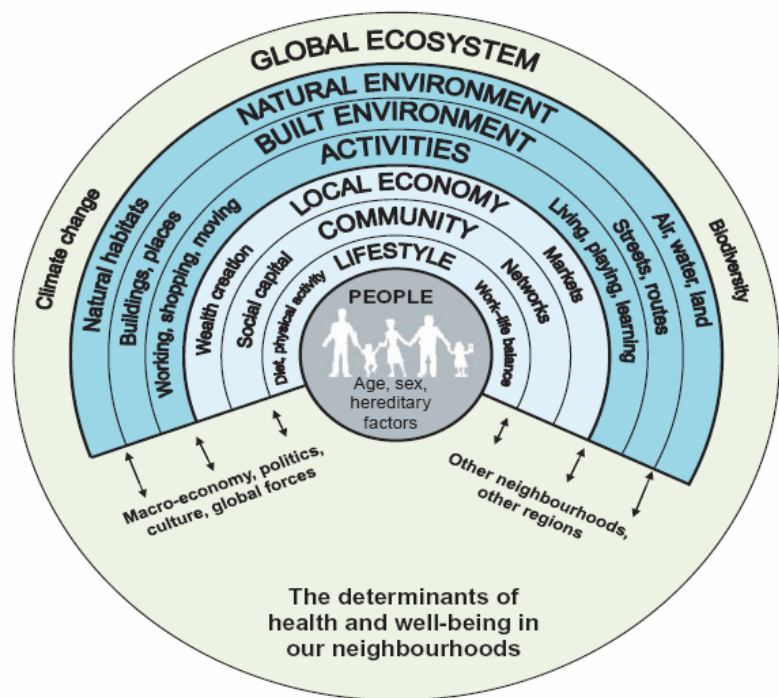 GLOBAL ECOSYSTEM
NATURAL ENVIRONMENT
BUILT ENVIRONMENT
ACTIVITIES
LOCAL ECONOMY
COMMUNITY
LIFESTYLE
PEOPLE
Age, sex,
hereditary
factors
Climate change
Natural habitats
Buildings, places
Working, shopping, moving
Wealth creation
Social capital
Diet, physical activity
Work–life balance
Networks
Markets
Living, playing, learning
Streets, routes
Air, water, land
Biodiversity
Macro-economy, politics,
culture, global forces
Other neighbourhoods,
other regions
The determinants of
health and well-being in
our neighbourhoods